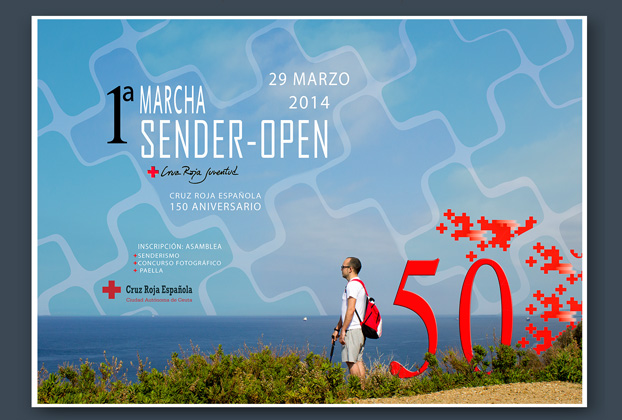 29 MARZO
2014
1ª MARCHA
SENDER-OPEN
Cruz Roja Juventud
CRUZ ROJA ESPAÑOLA
150 ANIVERSARIO
INSCRIPCIÓN: ASAMBLEA
SENDERISMO
CONCURSO FOTOGRÁFICO
PAELLA
Cruz Roja Española
Ciudad Autónoma de Ceuta
50